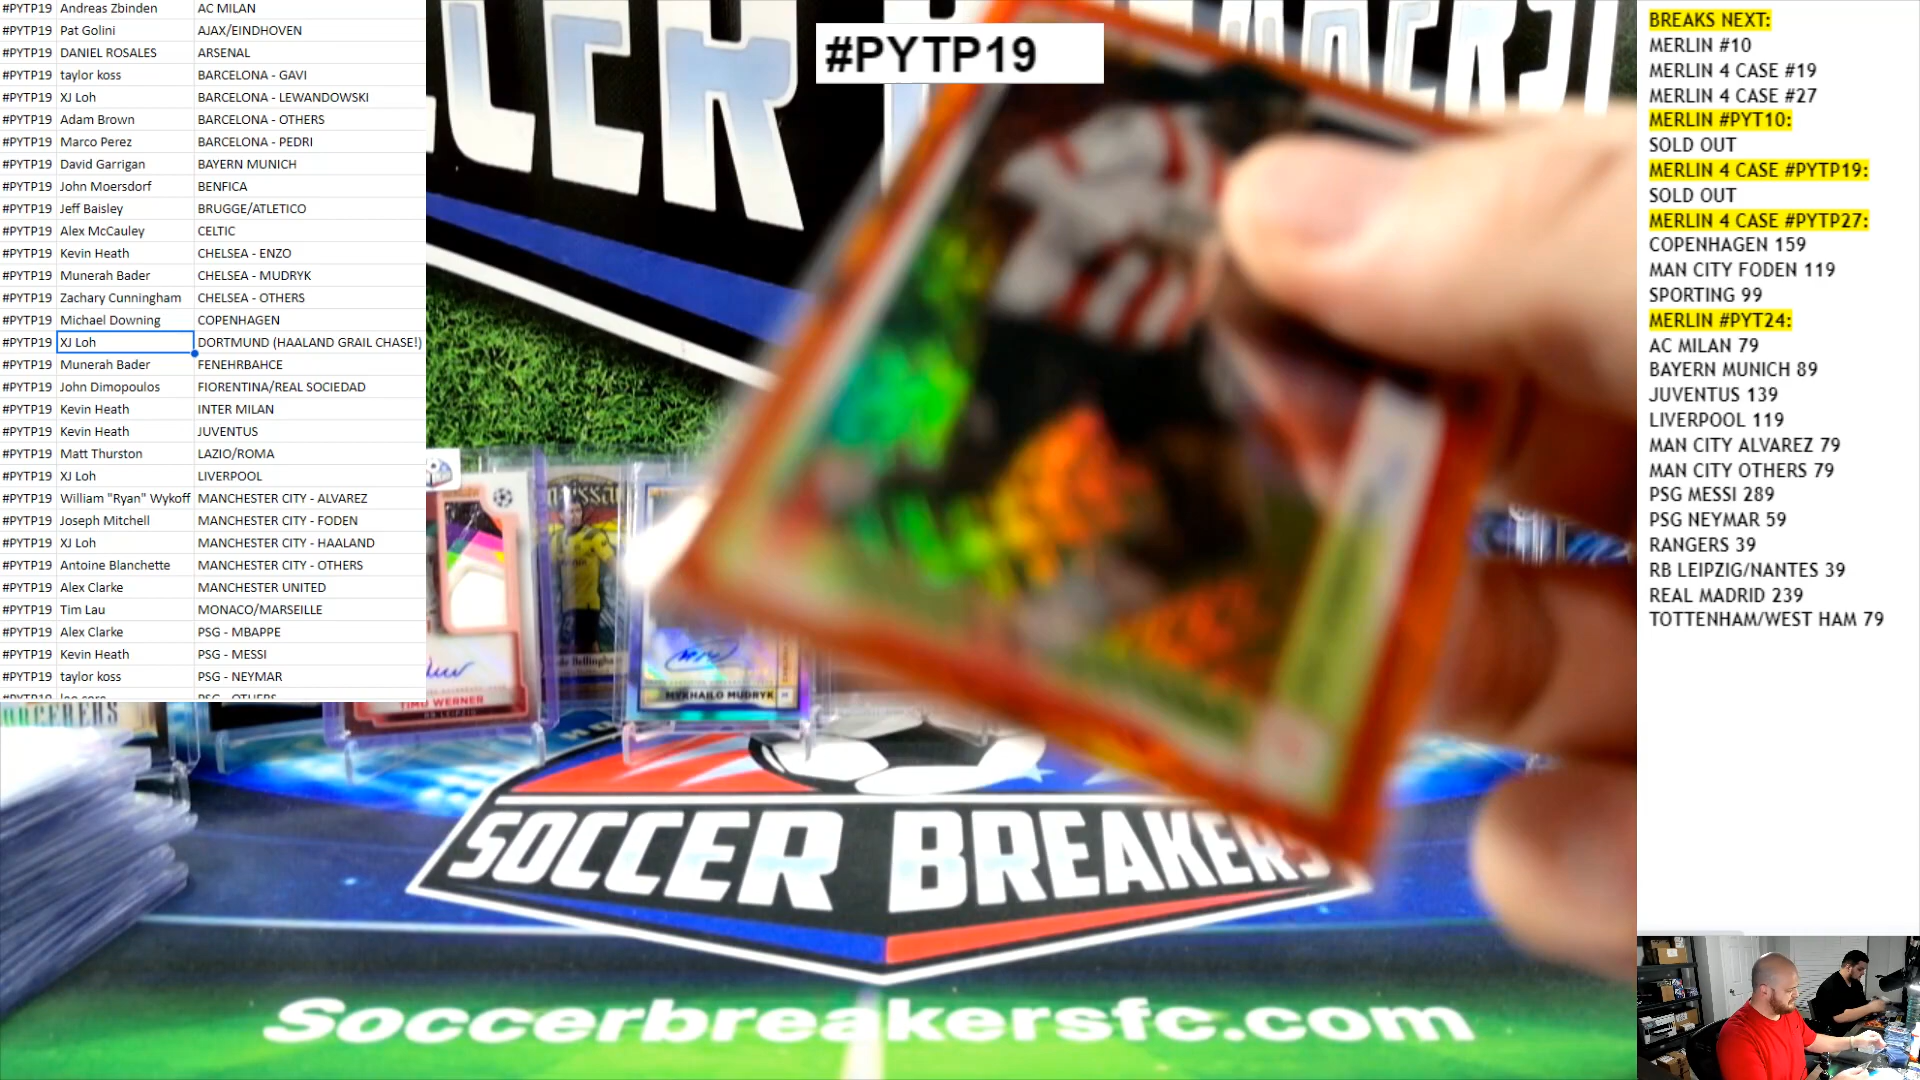 #PYTP19 Andreas Zbinden AC MILAN
#PYTP19 Pat Golini AJAX/EINDHOVEN
#PYTP19 DANIEL ROSALES ARSENAL
#PYTP19 taylor koss BARCELONA - GAVI
#PYTP19 XJ Loh BARCELONA - LEWANDOWSKI
#PYTP19 Adam Brown BARCELONA - OTHERS
#PYTP19 Marco Perez BARCELONA - PEDRI
#PYTP19 David Garrigan BAYERN MUNICH
#PYTP19 John Moersdorf BENFICA
#PYTP19 Jeff Baisley BRUGGE/ATLETICO
#PYTP19 Alex McCauley CELTIC
#PYTP19 Kevin Heath CHELSEA - ENZO
#PYTP19 Munerah Bader CHELSEA - MUDRYK
#PYTP19 Zachary Cunningham CHELSEA - OTHERS
#PYTP19 Michael Downing COPENHAGEN
#PYTP19 XJ Loh DORTMUND (HAALAND GRAIL CHASE!)
#PYTP19 Munerah Bader FENEHRBAHCE
#PYTP19 John Dimopoulos FIORENTINA/REAL SOCIEDAD
#PYTP19 Kevin Heath INTER MILAN
#PYTP19 Kevin Heath JUVENTUS
#PYTP19 Matt Thurston LAZIO/ROMA
#PYTP19 XJ Loh LIVERPOOL
#PYTP19 William "Ryan" Wykoff MANCHESTER CITY - ALVAREZ
#PYTP19 Joseph Mitchell MANCHESTER CITY - FODEN
#PYTP19 XJ Loh MANCHESTER CITY - HAALAND
#PYTP19 Antoine Blanchette MANCHESTER CITY - OTHERS
#PYTP19 Alex Clarke MANCHESTER UNITED
#PYTP19 Tim Lau MONACO/MARSEILLE
#PYTP19 Alex Clarke PSG - MBAPPE
#PYTP19 Kevin Heath PSG - MESSI
#PYTP19 taylor koss PSG - NEYMAR
#PYTP19
BREAKS NEXT:
MERLIN #10
MERLIN 4 CASE #19
MERLIN 4 CASE #27
MERLIN #PYT10:
SOLD OUT
MERLIN 4 CASE #PYTP19:
SOLD OUT
MERLIN 4 CASE #PYTP27:
COPENHAGEN 159
MAN CITY FODEN 119
SPORTING 99
MERLIN #PYT24:
AC MILAN 79
BAYERN MUNICH 89
JUVENTUS 139
LIVERPOOL 119
MAN CITY ALVAREZ 79
MAN CITY OTHERS 79
PSG MESSI 289
PSG NEYMAR 59
RANGERS 39
RB LEIPZIG/NANTES 39
REAL MADRID 239
TOTTENHAM/WEST HAM 79
TIMO WERNER
RB LEIPZIG
MYKHAILO MUDRYK
SOCCER BREAKERS
Soccerbreakersfc.com